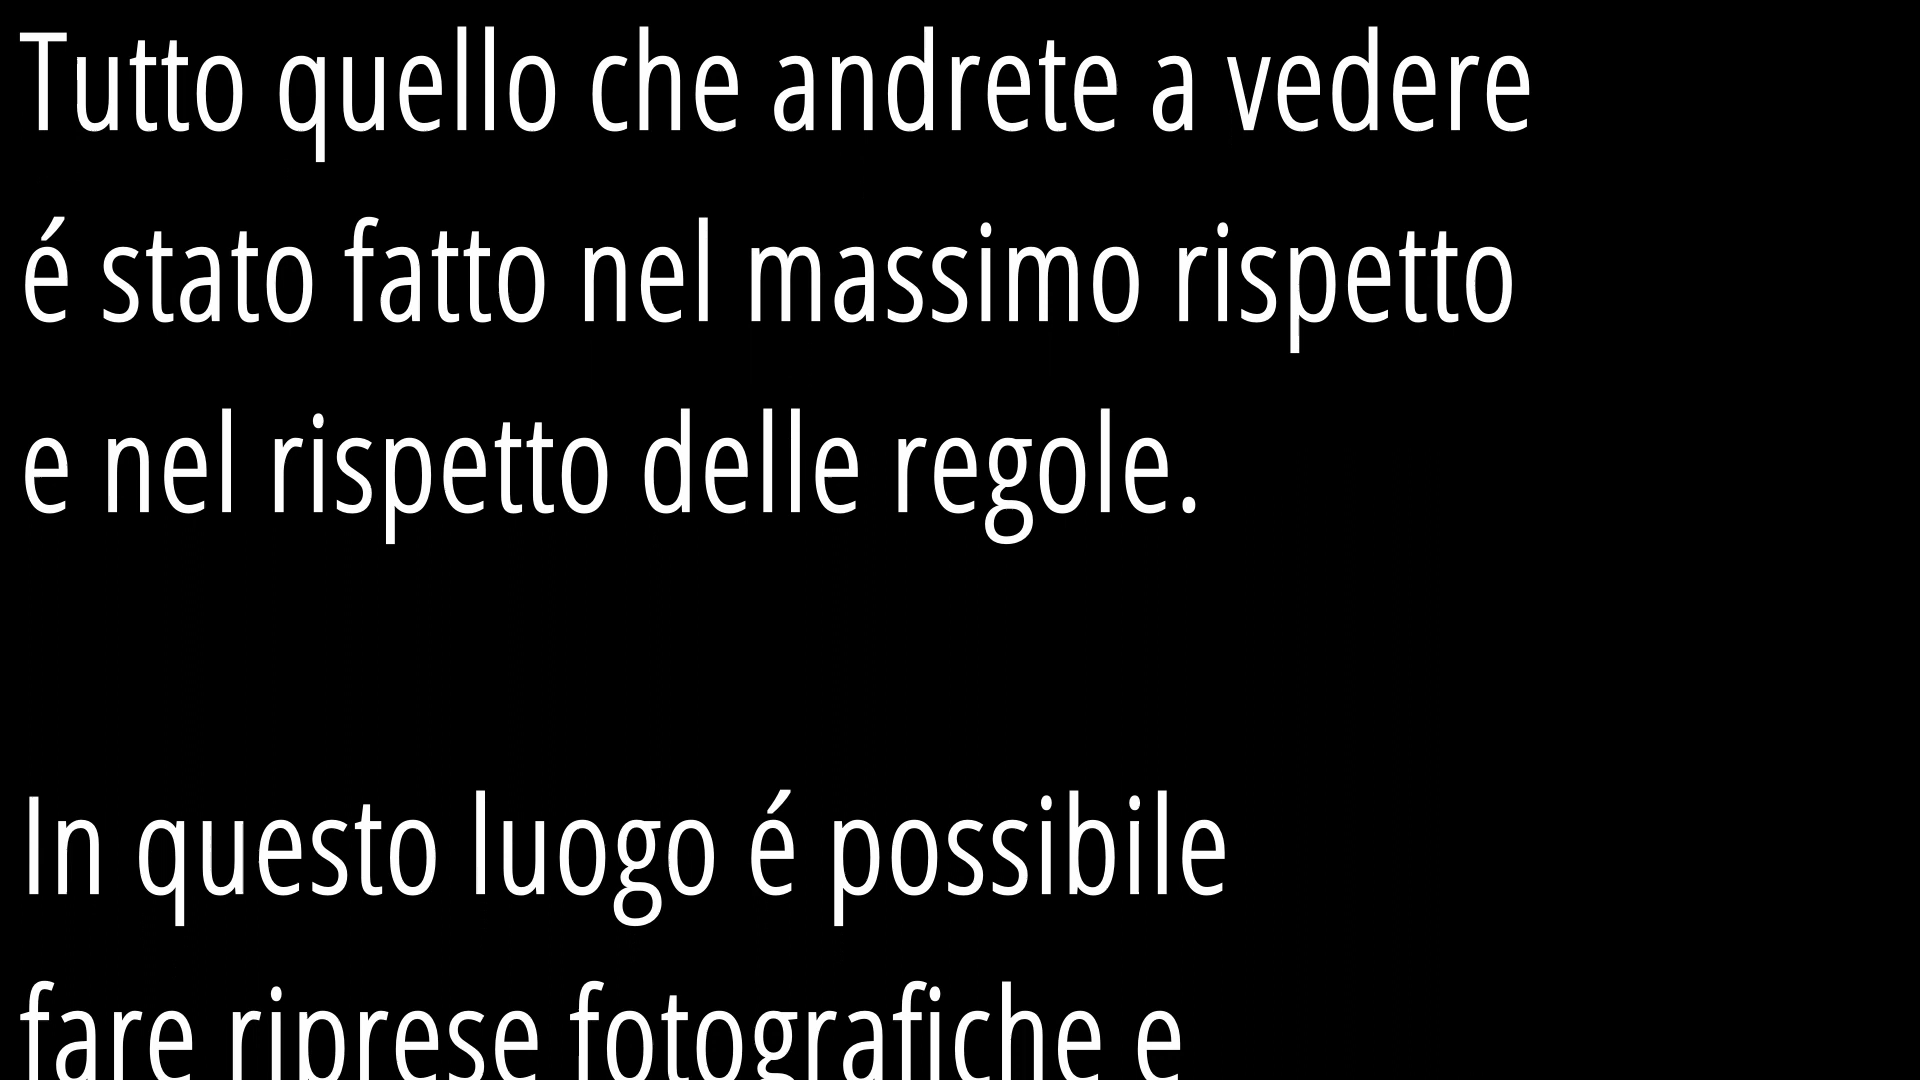 Tutto quello che andrete a vedere
é stato fatto nel massimo rispetto
e nel rispetto delle regole.
In questo luogo é possibile
fare riprese fotografiche e